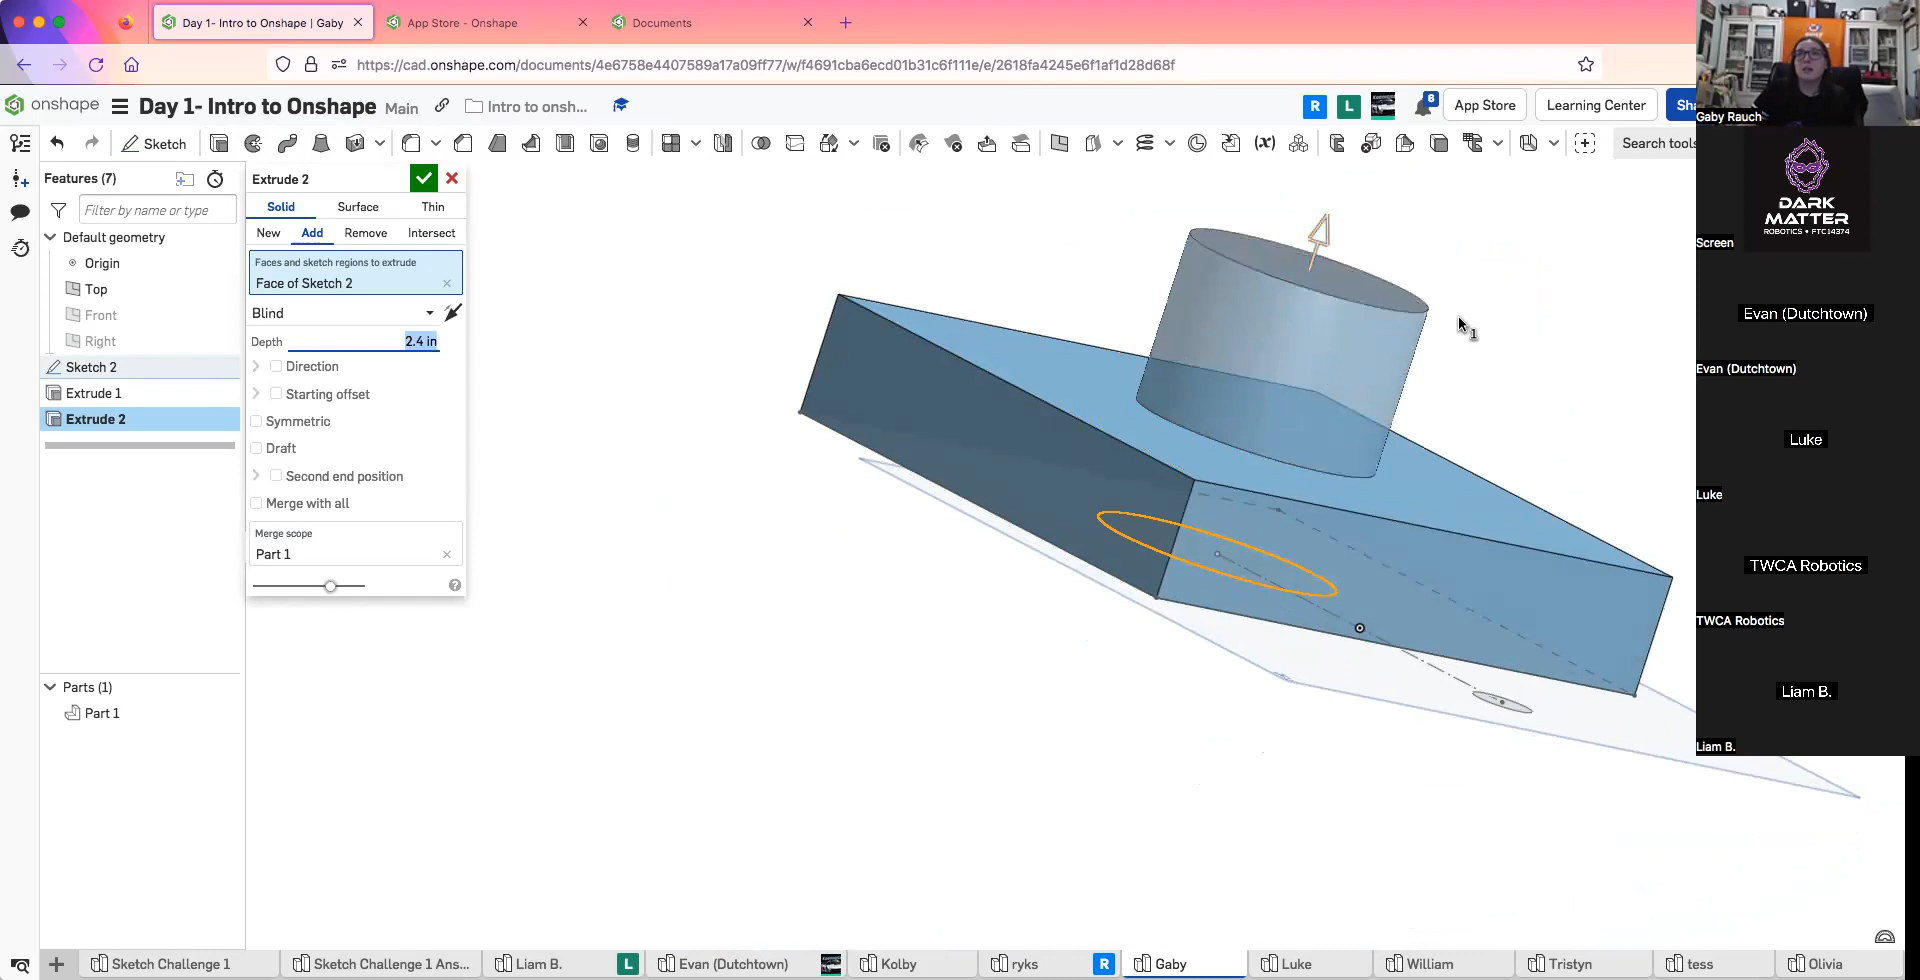 Day 1- Intro to Onshape | Gaby
App Store - Onshape
Documents
https://cad.onshape.com/documents/4e6758e4407589a17a09ff77/w/f4691cba6ecd01b31c6f111e/e/2618fa4245e6f1af1d28d68f
onshape
Day 1- Intro to Onshape
Main
Intro to onsh...
R
L
6
App Store
Learning Center
Sha
Sketch
(x)
Search tools
Features (7)
Filter by name or type
Default geometry
Origin
Top
Front
Right
Sketch 2
Extrude 1
Extrude 2
Parts (1)
Part 1
Extrude 2
Solid
Surface
Thin
New
Add
Remove
Intersect
Faces and sketch regions to extrude
Face of Sketch 2
Blind
Depth
2.4 in
Direction
Starting offset
Symmetric
Draft
Second end position
Merge with all
Merge scope
Part 1
?
1
Gaby Rauch
DARK
MATTER
ROBOTICS • FTC14374
Screen
Evan (Dutchtown)
Evan (Dutchtown)
Luke
Luke
TWCA Robotics
TWCA Robotics
Liam B.
Liam B.
Sketch Challenge 1
Sketch Challenge 1 Ans...
Liam B.
L
Evan (Dutchtown)
Kolby
ryks
R
Gaby
Luke
William
Tristyn
tess
Olivia